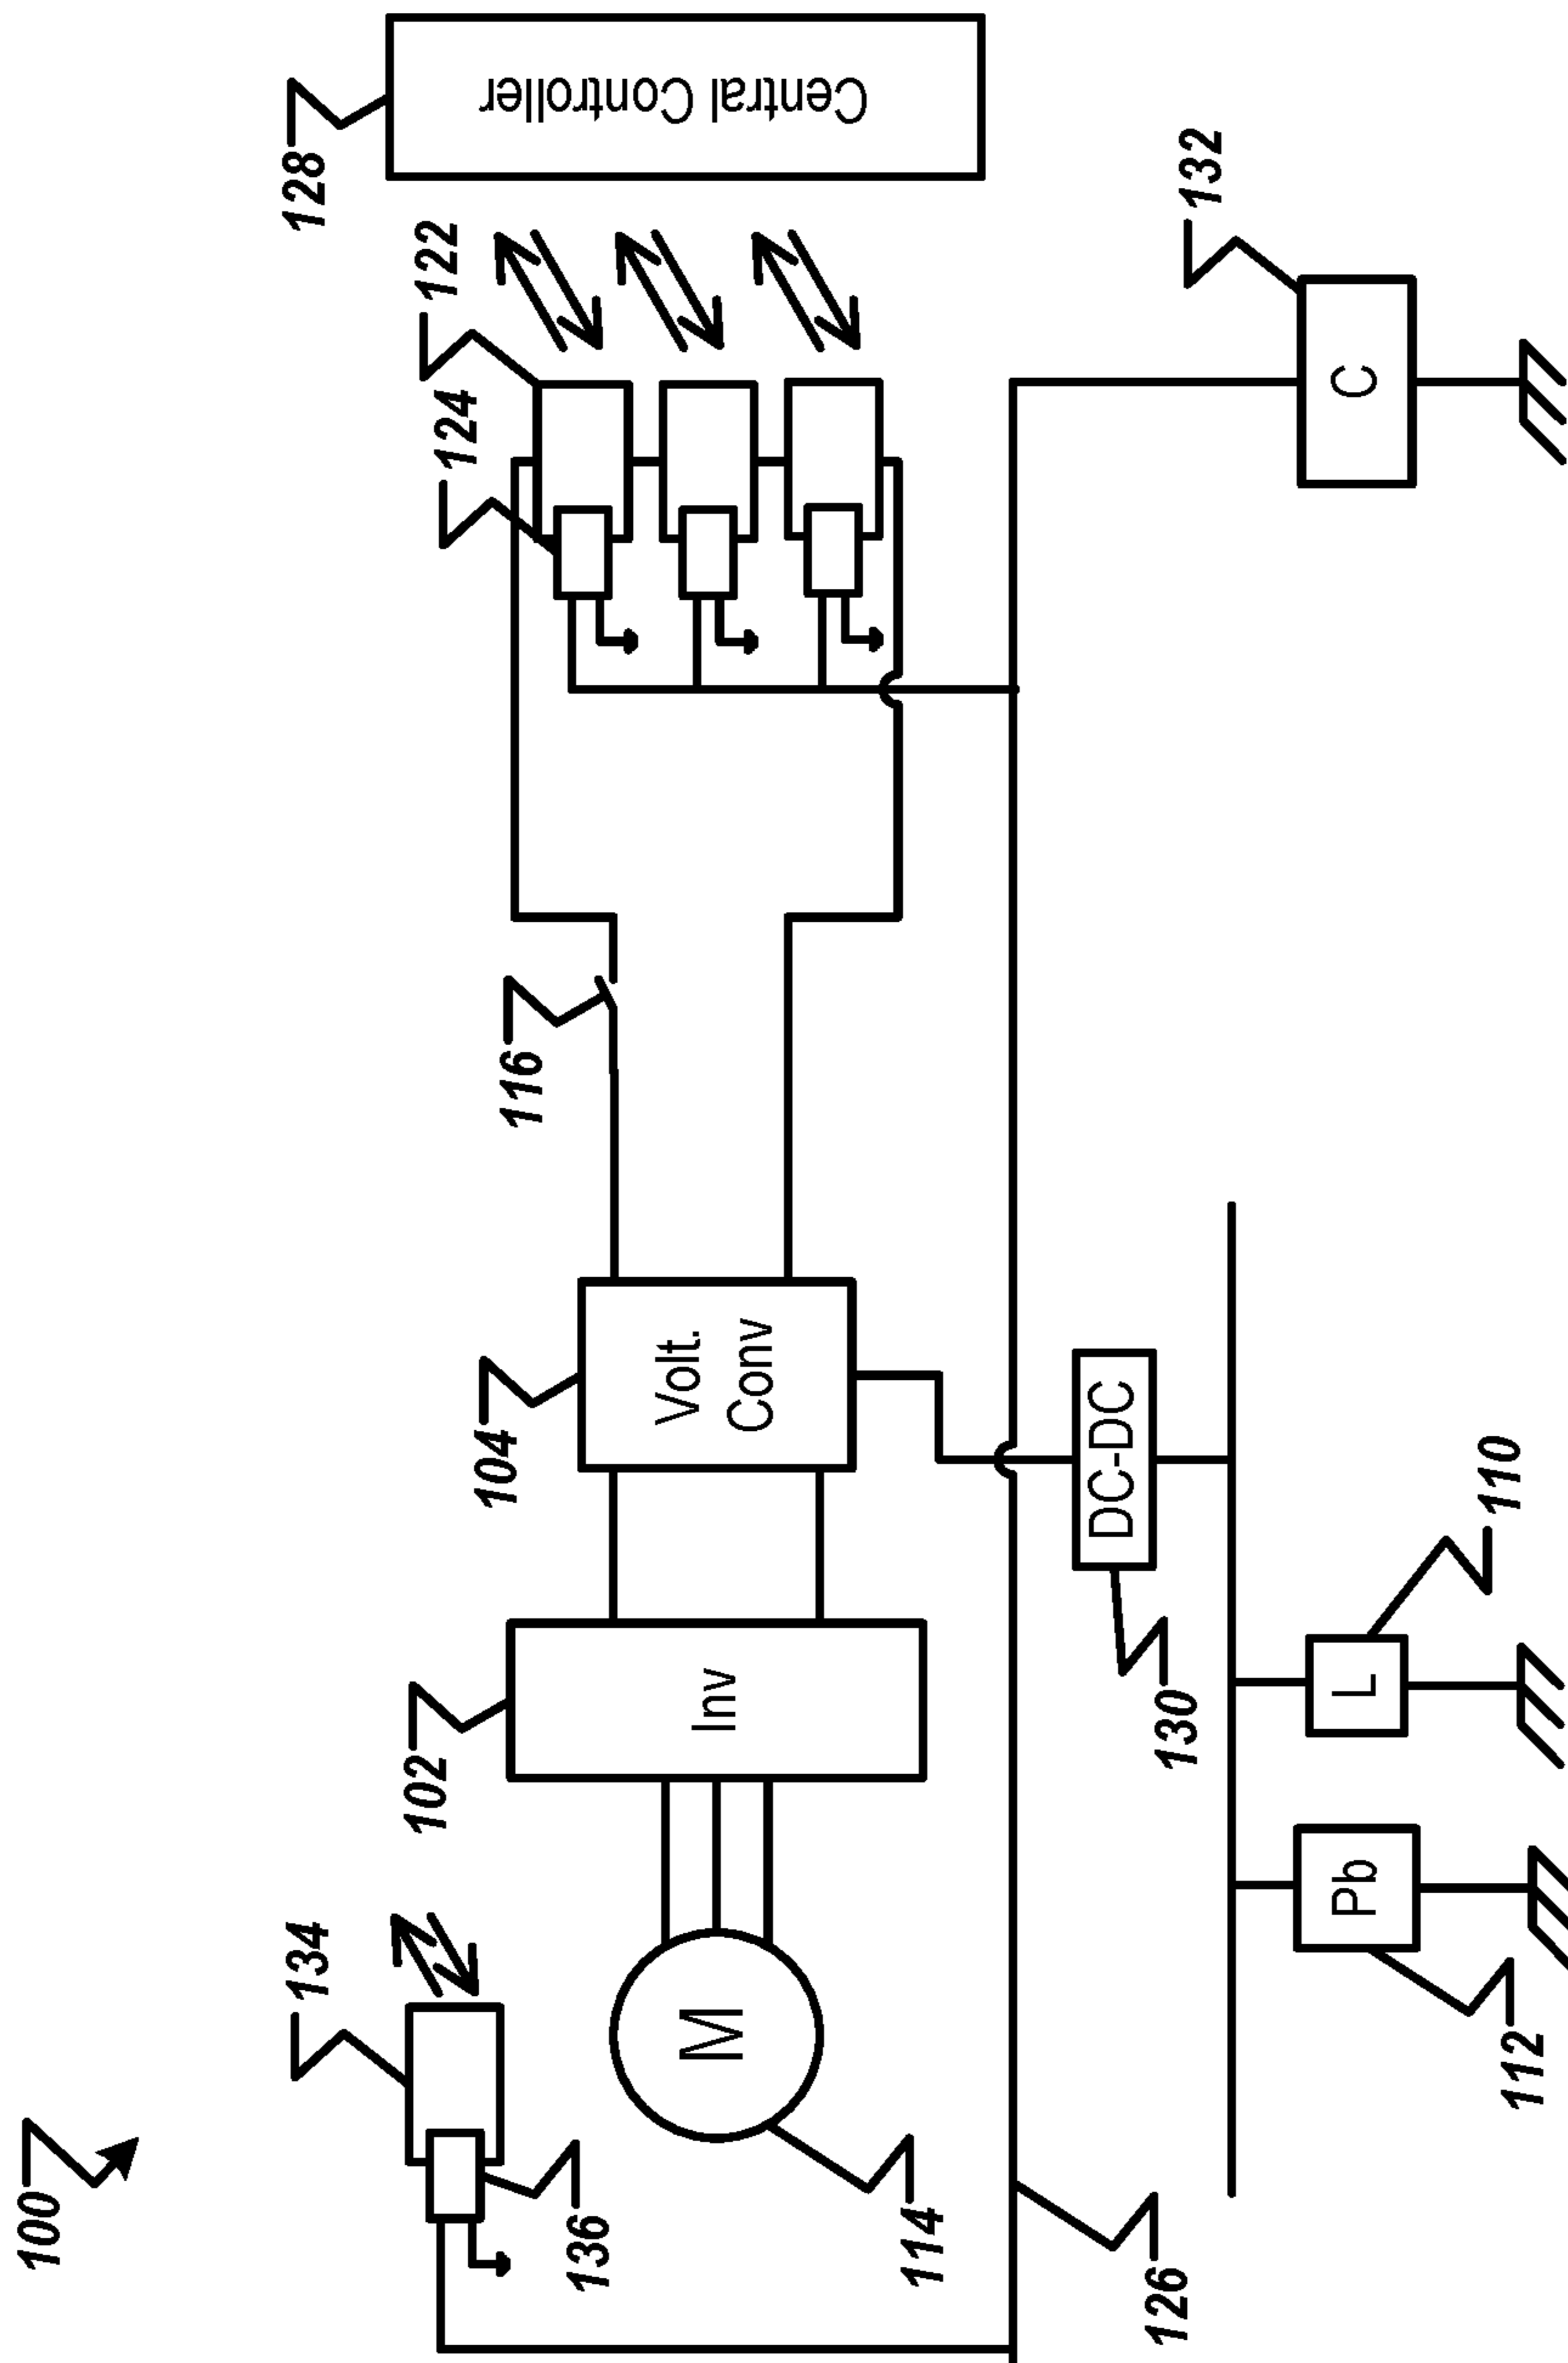 100
134
136
M
114
102
Inv
104
Volt.
Conv
116
124
122
128
Central Controller
126
130
DC-DC
112
Pb
110
L
132
C